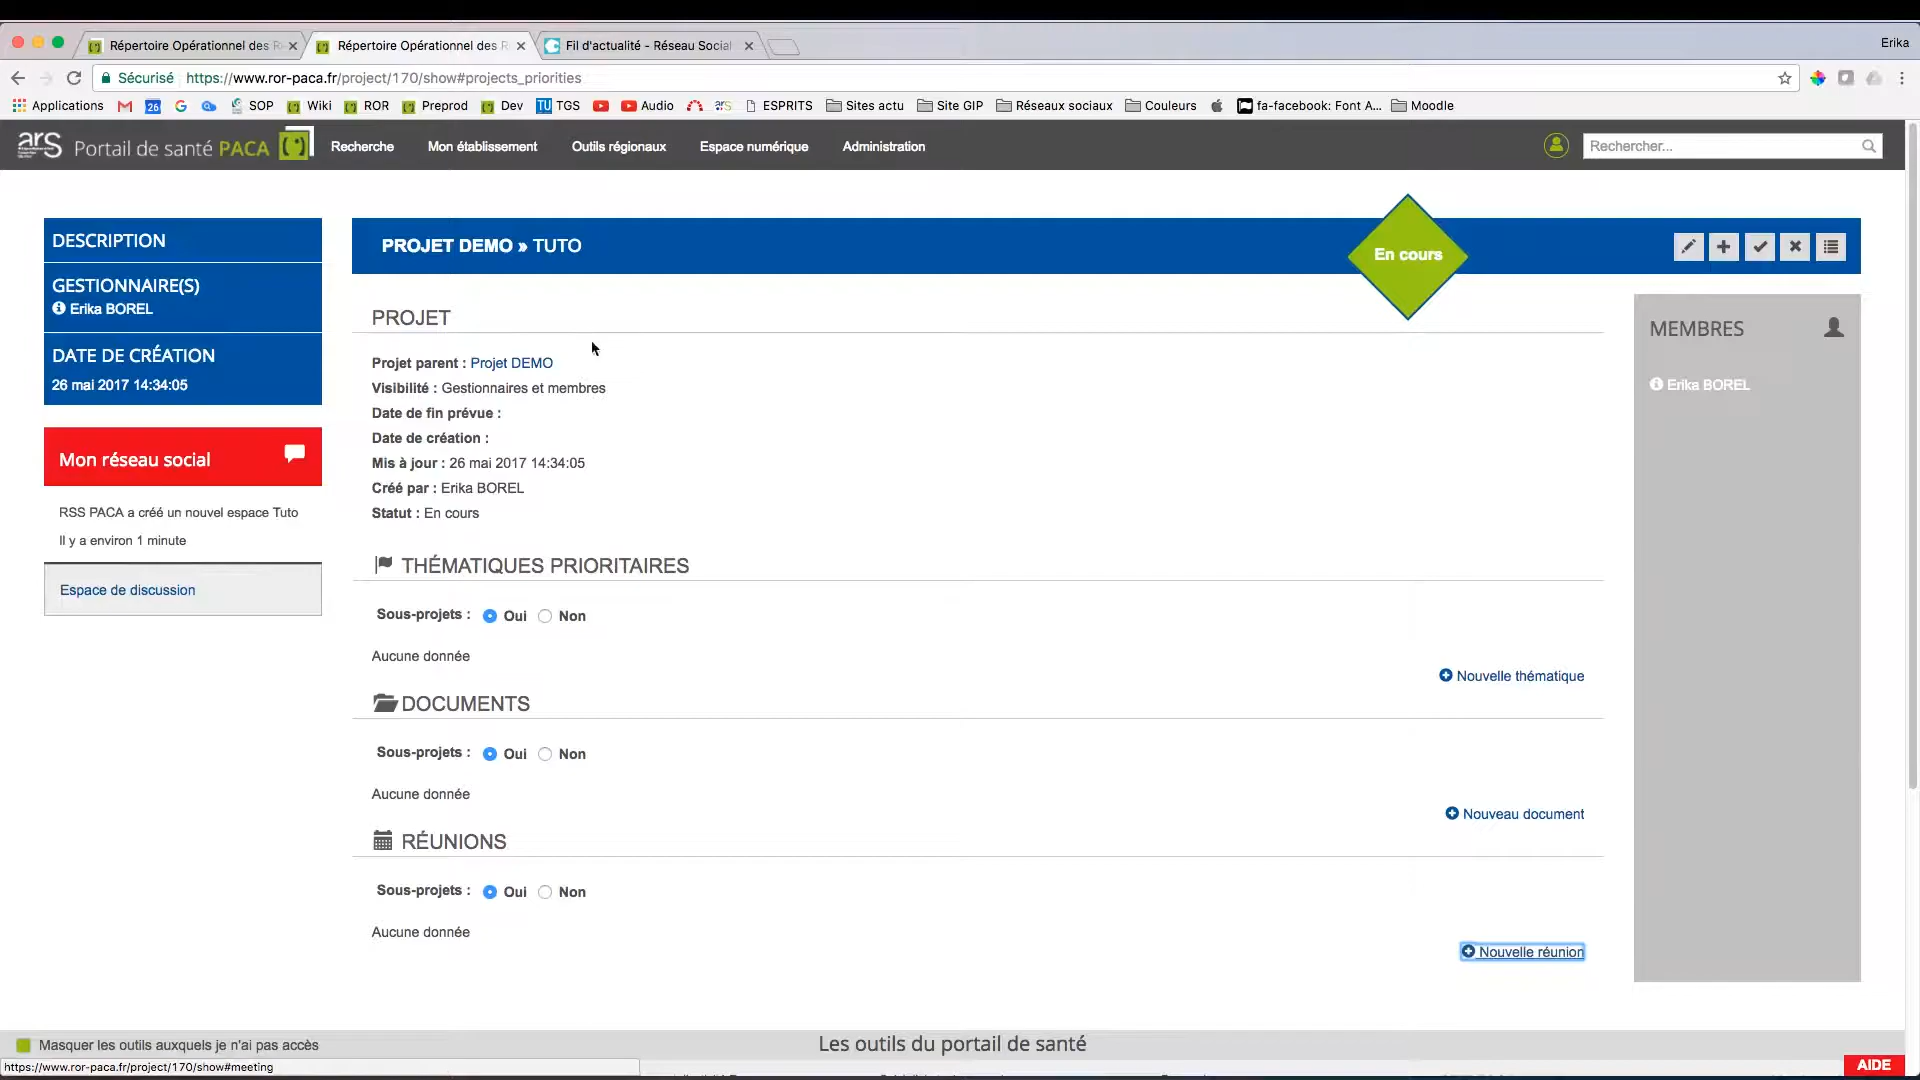 Répertoire Opérationnel des R
Répertoire Opérationnel des R
Fil d'actualité - Réseau Social
Erika
Sécurisé
https://www.ror-paca.fr/project/170/show#projects_priorities
Applications
26
SOP
Wiki
ROR
Preprod
Dev
TU TGS
Audio
ars
ESPRITS
Sites actu
Site GIP
Réseaux sociaux
Couleurs
fa-facebook: Font A...
Moodle
ars Portail de santé PACA
Recherche
Mon établissement
Outils régionaux
Espace numérique
Administration
Rechercher...
DESCRIPTION
GESTIONNAIRE(S)
Erika BOREL
DATE DE CRÉATION
26 mai 2017 14:34:05
Mon réseau social
RSS PACA a créé un nouvel espace Tuto
Il y a environ 1 minute
Espace de discussion
PROJET DEMO » TUTO
En cours
PROJET
Projet parent : Projet DEMO
Visibilité : Gestionnaires et membres
Date de fin prévue :
Date de création :
Mis à jour : 26 mai 2017 14:34:05
Créé par : Erika BOREL
Statut : En cours
THÉMATIQUES PRIORITAIRES
Sous-projets : Oui Non
Aucune donnée
Nouvelle thématique
DOCUMENTS
Sous-projets : Oui Non
Aucune donnée
Nouveau document
RÉUNIONS
Sous-projets : Oui Non
Aucune donnée
Nouvelle réunion
MEMBRES
Erika BOREL
Masquer les outils auxquels je n'ai pas accès
Les outils du portail de santé
https://www.ror-paca.fr/project/170/show#meeting
AIDE